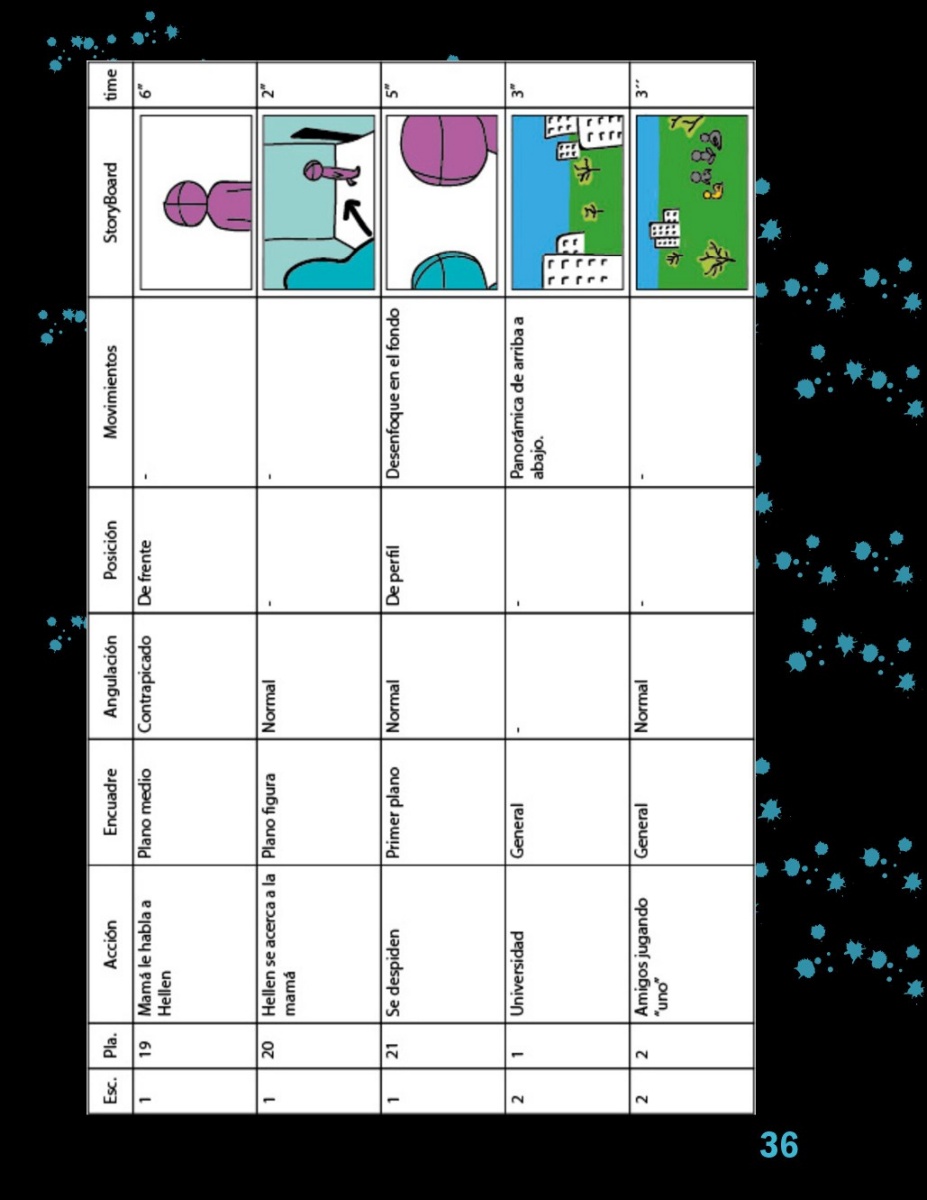 Esc. Pla. Acción Encuadre Angulación Posición Movimientos StoryBoard time
1 19 Mamá le habla a Plano medio Contrapicado De frente - 6”
Hellen
1 20 Hellen se acerca a la Plano figura Normal - - 2”
mamá
1 21 Se despiden Primer plano Normal De perfil Desenfoque en el fondo 5”
2 1 Universidad General - - Panorámica de arriba a 3”
abajo.
2 2 Amigos jugando General Normal - - 3´´
“uno”
36